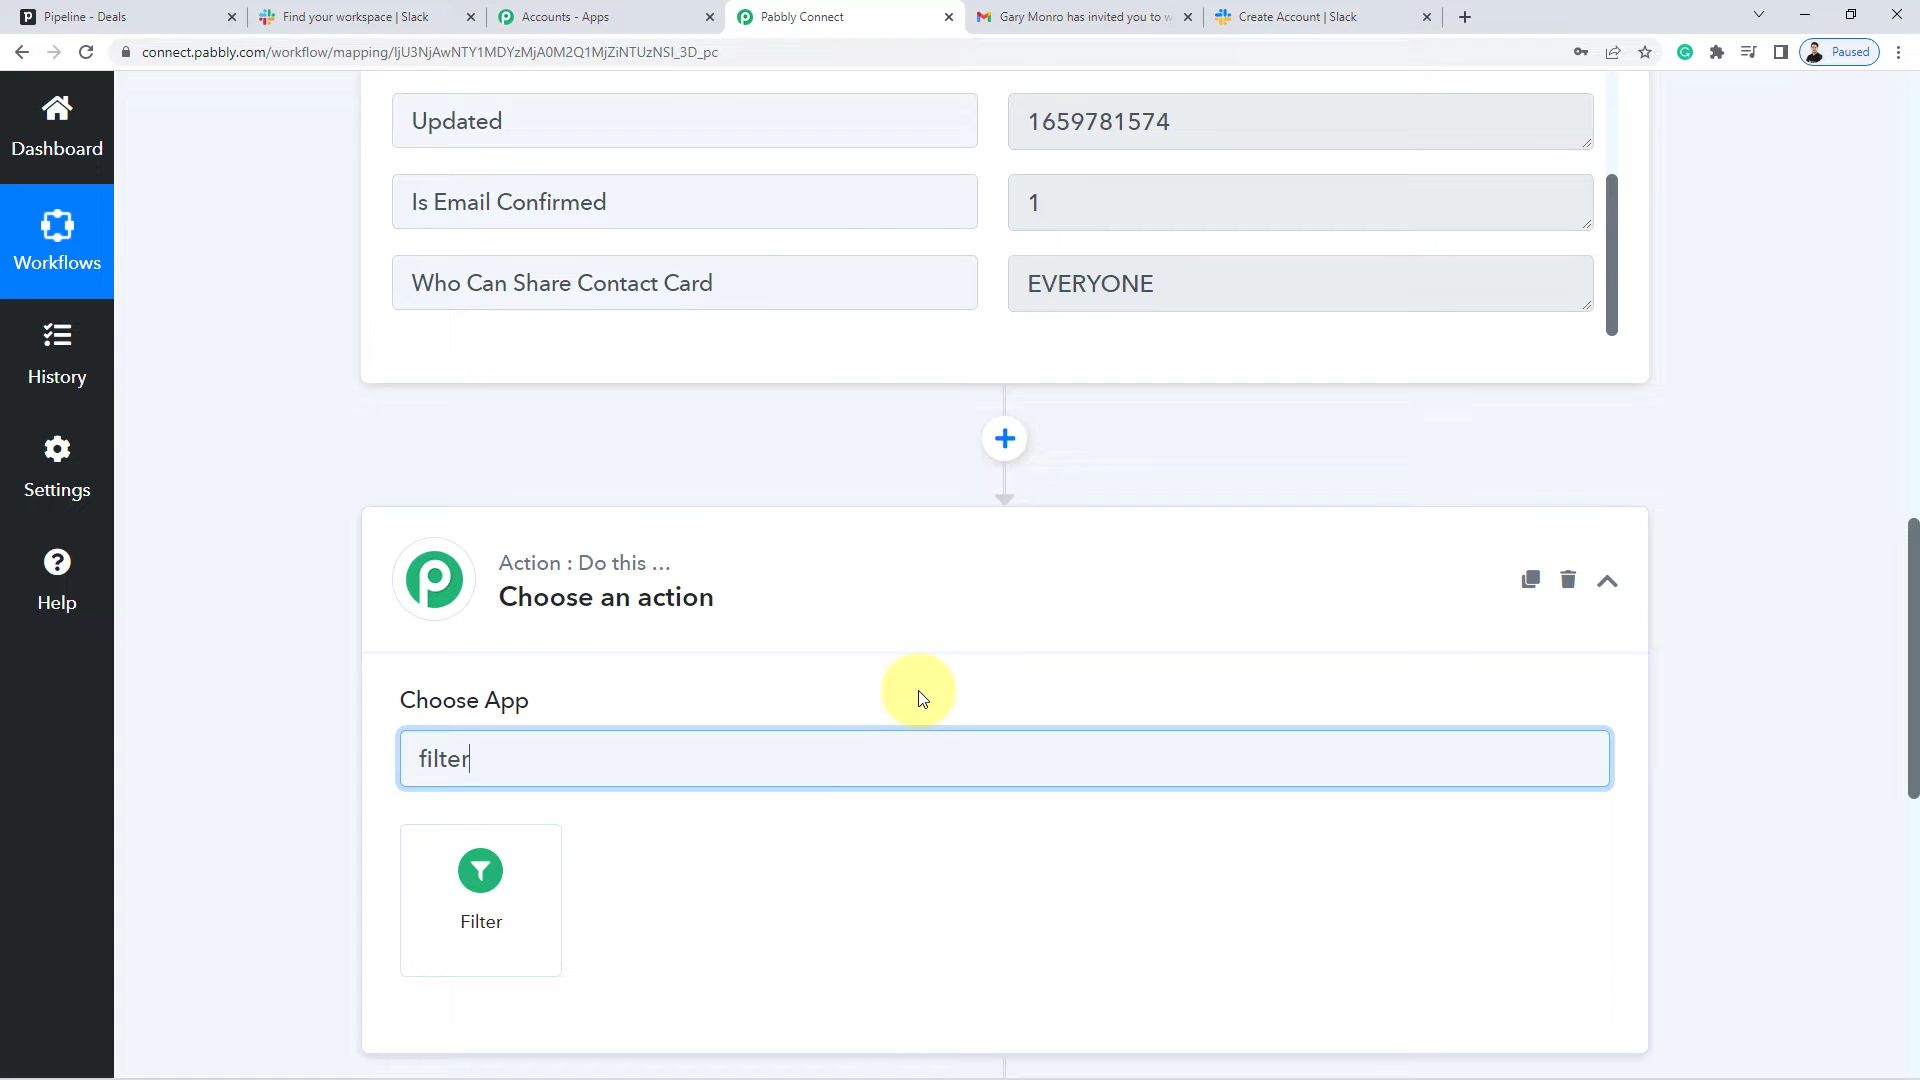 Pipeline - Deals
Find your workspace | Slack
Accounts - Apps
Pabbly Connect
Gary Monro has invited you to w
Create Account | Slack
connect.pabbly.com/workflow/mapping/IjU3NjAwNTY1MDYzMjA0M2Q1MjZiNTUzNSI_3D_pc
Paused
Dashboard
Workflows
History
Settings
Help
Updated
1659781574
Is Email Confirmed
1
Who Can Share Contact Card
EVERYONE
Action : Do this ...
Choose an action
Choose App
filter
Filter